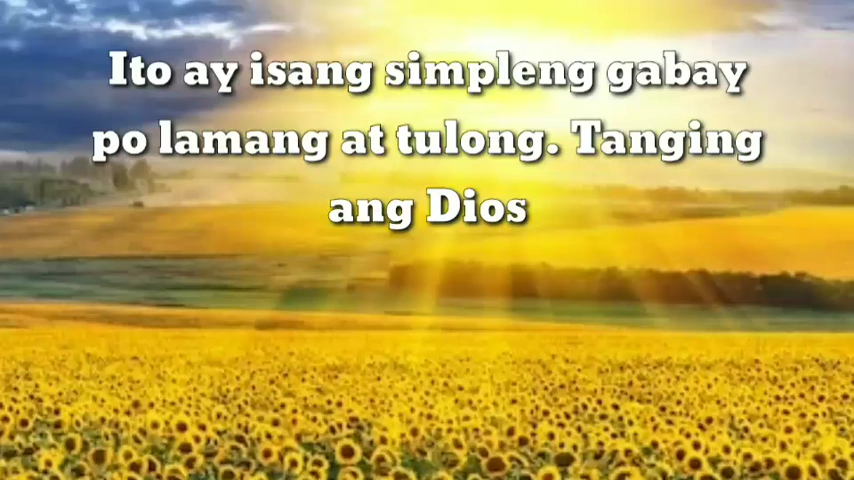 Ito ay isang simpleng gabay
po lamang at tulong. Tanging
ang Dios